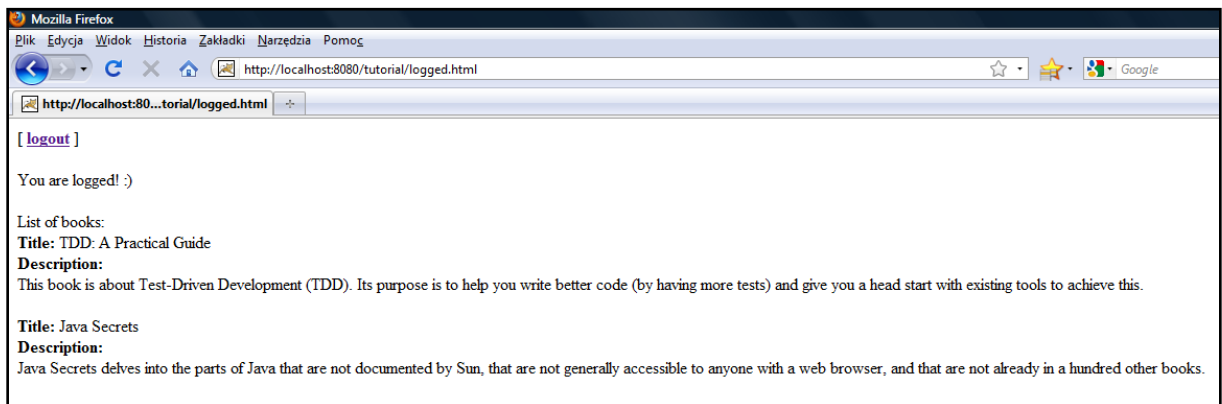 Mozilla Firefox
Plik Edycja Widok Historia Zakładki Narzędzia Pomoc
http://localhost:8080/tutorial/logged.html
Google
http://localhost:80...torial/logged.html
[ logout ]
You are logged! :)
List of books:
Title: TDD: A Practical Guide
Description:
This book is about Test-Driven Development (TDD). Its purpose is to help you write better code (by having more tests) and give you a head start with existing tools to achieve this.
Title: Java Secrets
Description:
Java Secrets delves into the parts of Java that are not documented by Sun, that are not generally accessible to anyone with a web browser, and that are not already in a hundred other books.